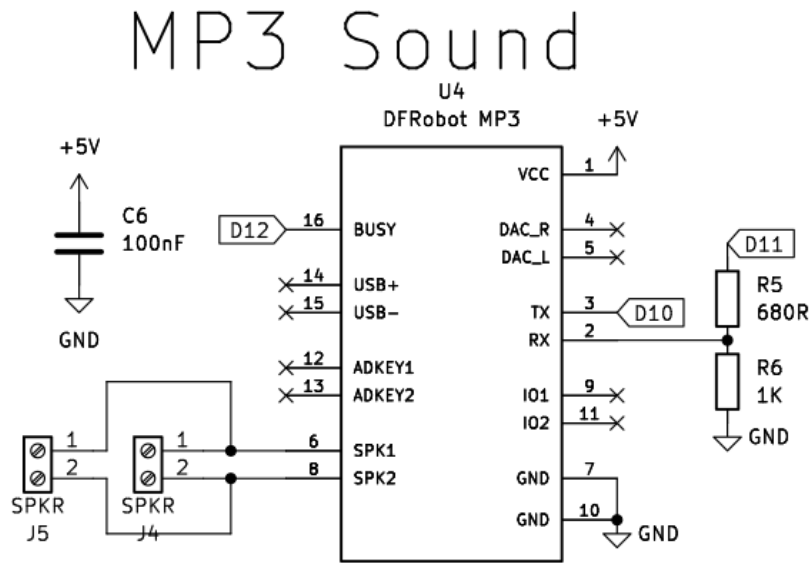 MP3 Sound
U4
DFRobot MP3
+5V
+5V
C6
100nF
GND
D12
16
BUSY
14
USB+
15
USB-
12
ADKEY1
13
ADKEY2
6
SPK1
8
SPK2
VCC
1
DAC_R
4
DAC_L
5
TX
3
D10
RX
2
IO1
9
IO2
11
GND
7
GND
10
GND
D11
R5
680R
R6
1K
GND
1
2
SPKR
J5
1
2
SPKR
J4